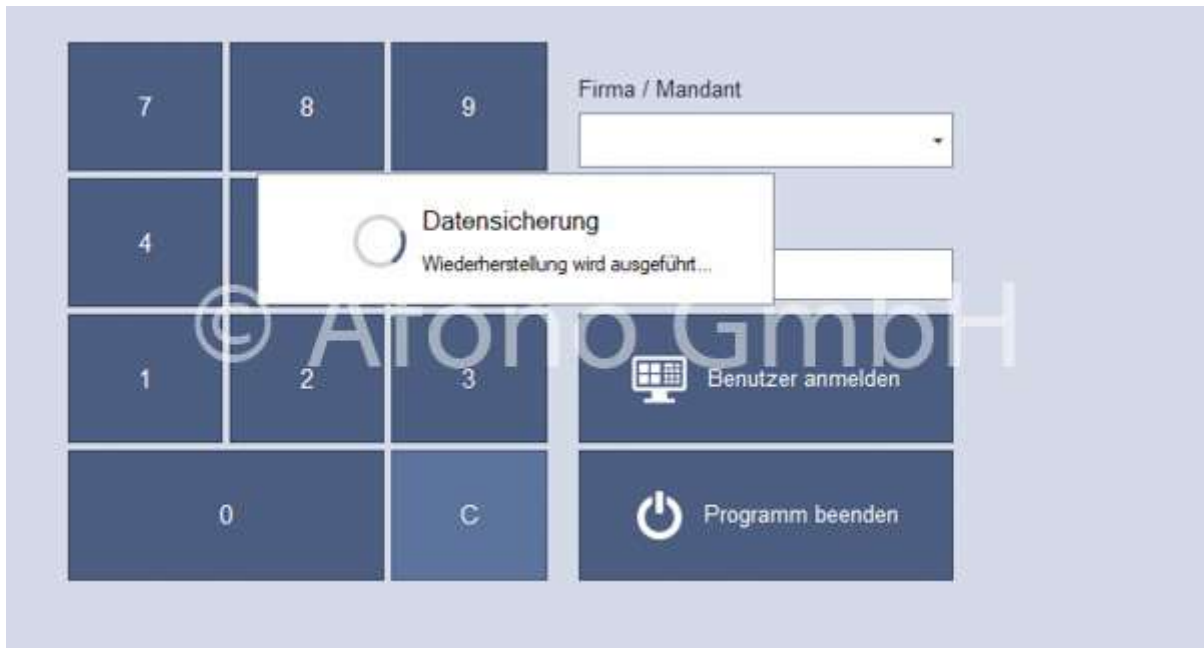 7 8 9
Firma / Mandant
4
Datensicherung
Wiederherstellung wird ausgeführt...
© Afono GmbH
1 2 3
Benutzer anmelden
0 C
Programm beenden